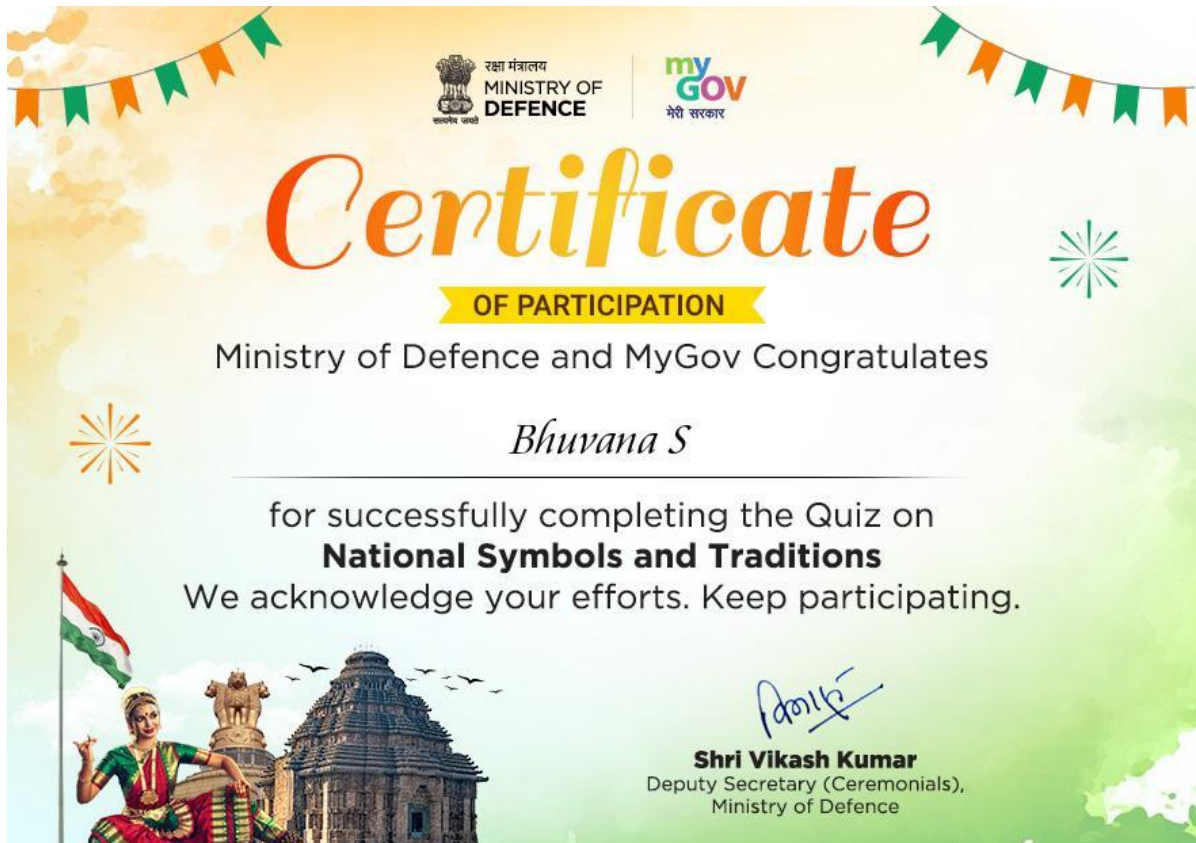 रक्षा मंत्रालय
MINISTRY OF
DEFENCE
सत्यमेव जयते
my
GOV
मेरी सरकार
Certificate
OF PARTICIPATION
Ministry of Defence and MyGov Congratulates
Bhuvana S
for successfully completing the Quiz on
National Symbols and Traditions
We acknowledge your efforts. Keep participating.
Shri Vikash Kumar
Deputy Secretary (Ceremonials),
Ministry of Defence